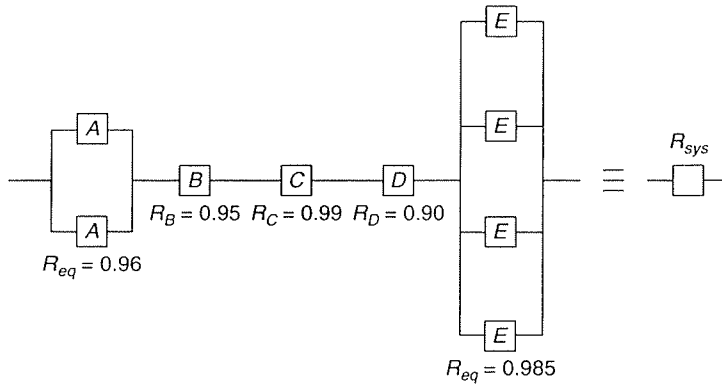 E
E
A
R_sys
B
C
D
R_B = 0.95
R_C = 0.99
R_D = 0.90
A
E
R_eq = 0.96
E
R_eq = 0.985